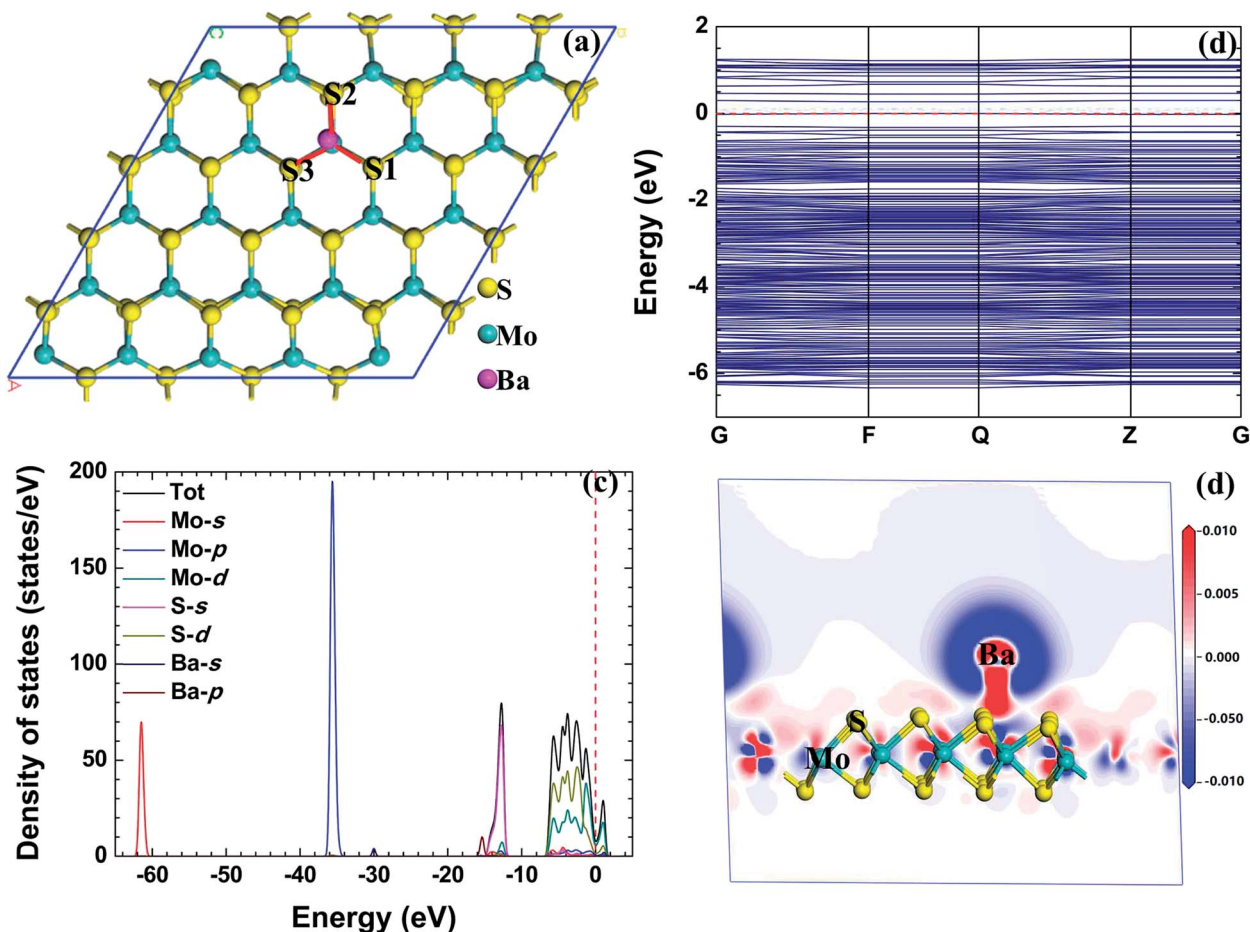 (a)
C
B
S2
S3
S1
S
Mo
Ba
A
(d)
2
0
-2
-4
-6
Energy (eV)
G
F
Q
Z
G
(c)
200
150
100
50
0
Density of states (states/eV)
Tot
Mo-s
Mo-p
Mo-d
S-s
S-d
Ba-s
Ba-p
-60
-50
-40
-30
-20
-10
0
Energy (eV)
(d)
Ba
S
Mo
0.010
0.050
0.000
-0.050
-0.010